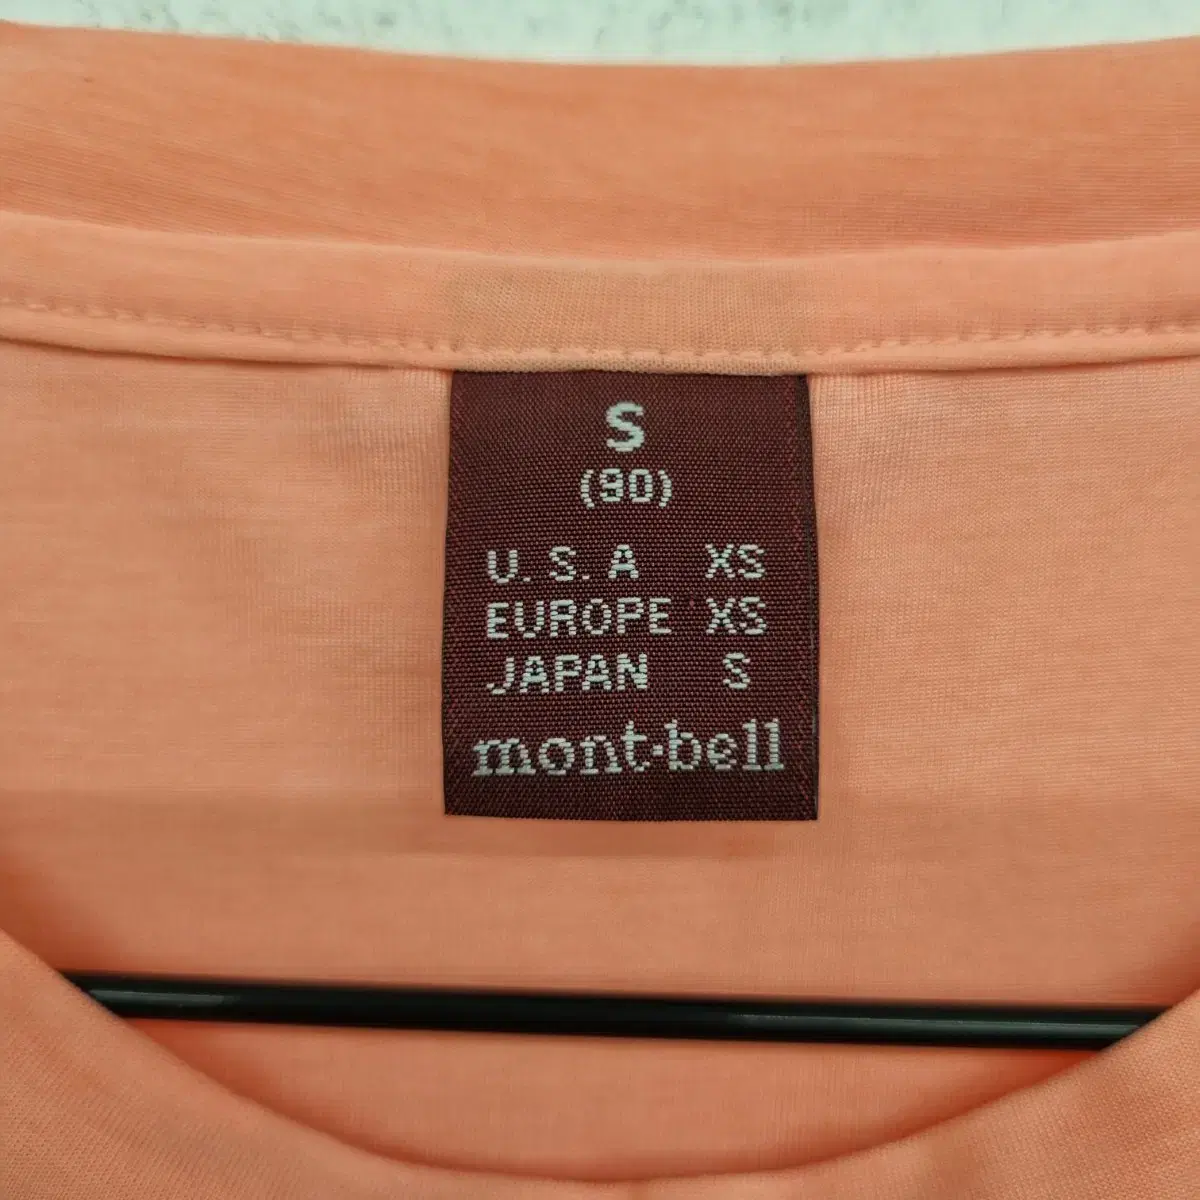 S
(90)
U.S.A XS
EUROPE XS
JAPAN S
mont-bell